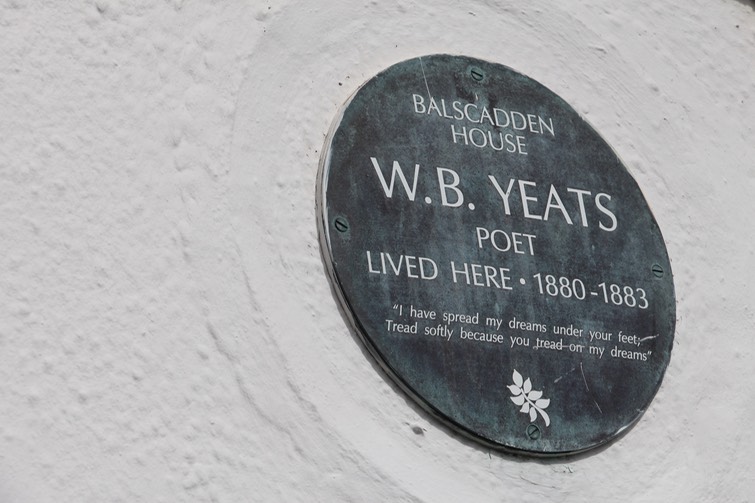 BALSCADDEN
HOUSE
W.B. YEATS
POET
LIVED HERE • 1880-1883
“I have spread my dreams under your feet;
Tread softly because you tread on my dreams”